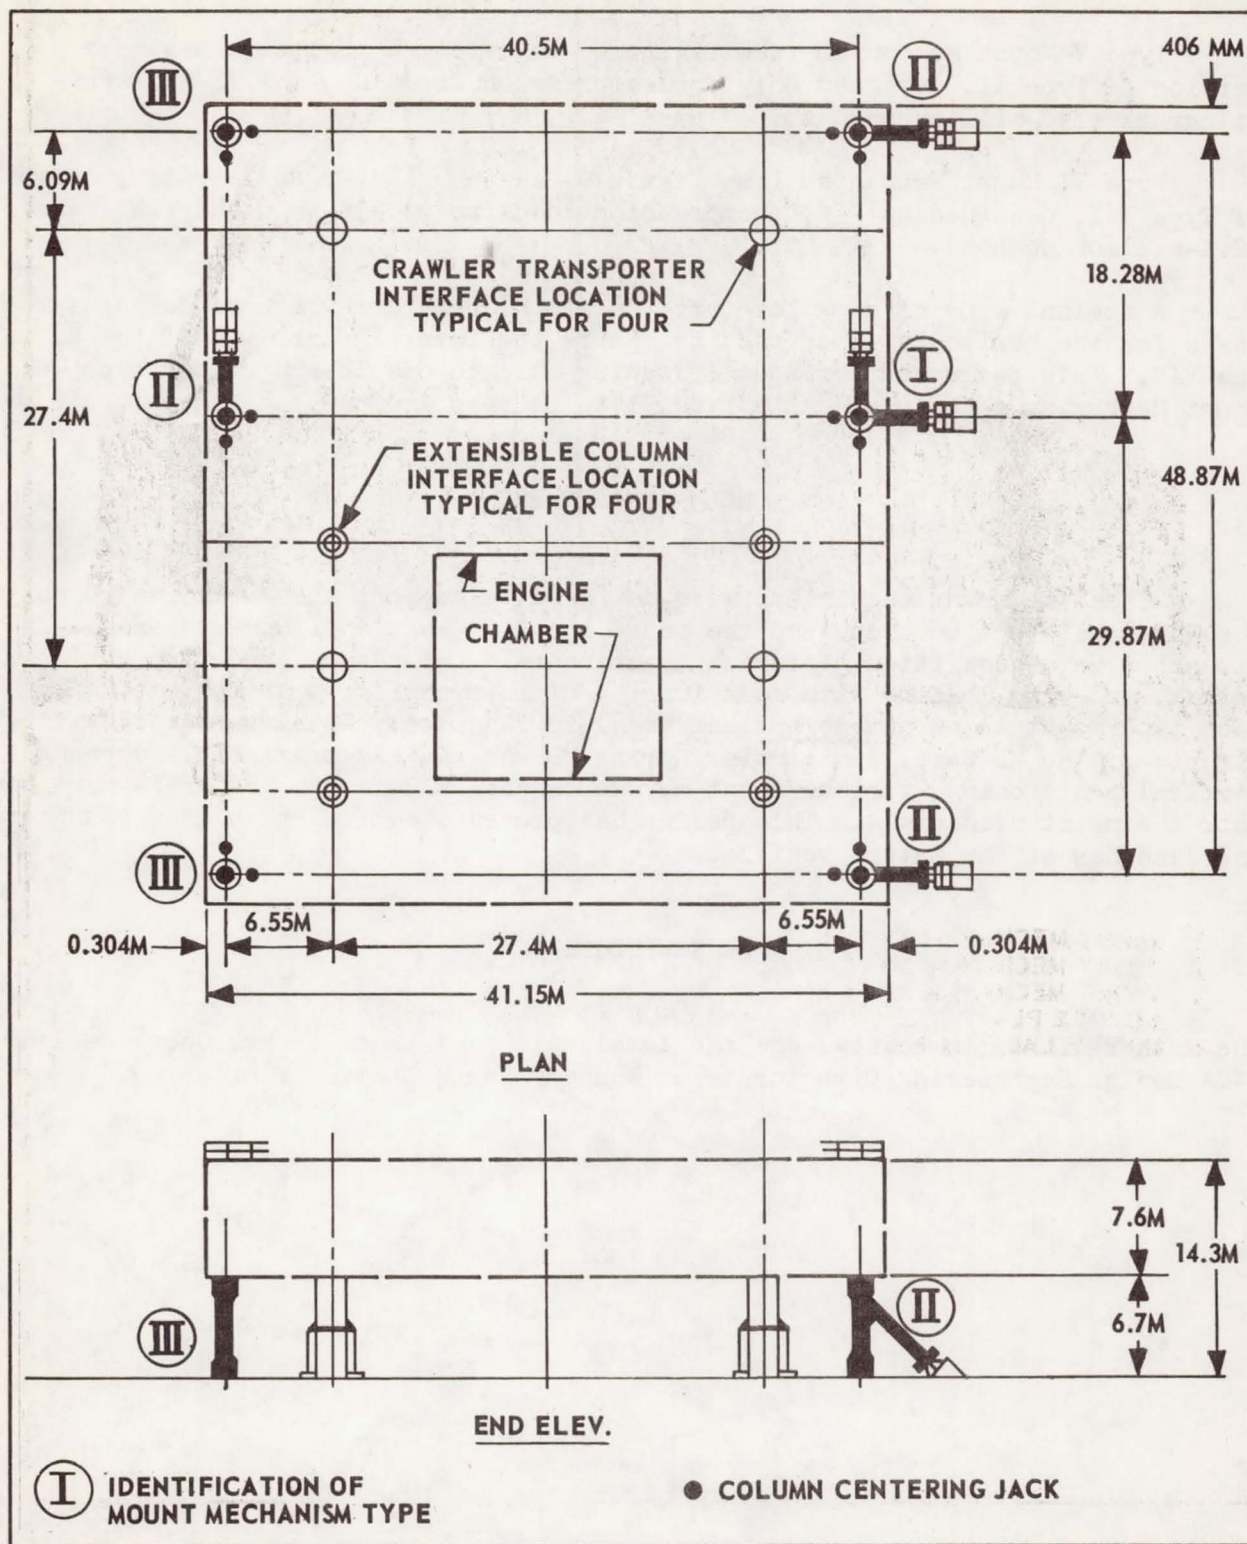 40.5M
406 MM
III
II
6.09M
CRAWLER TRANSPORTER
INTERFACE LOCATION
TYPICAL FOR FOUR
18.28M
II
I
27.4M
EXTENSIBLE COLUMN
INTERFACE LOCATION
TYPICAL FOR FOUR
48.87M
ENGINE
CHAMBER
29.87M
III
II
6.55M
6.55M
0.304M
27.4M
0.304M
41.15M
PLAN
7.6M
14.3M
III
II
6.7M
END ELEV.
I
IDENTIFICATION OF
MOUNT MECHANISM TYPE
COLUMN CENTERING JACK